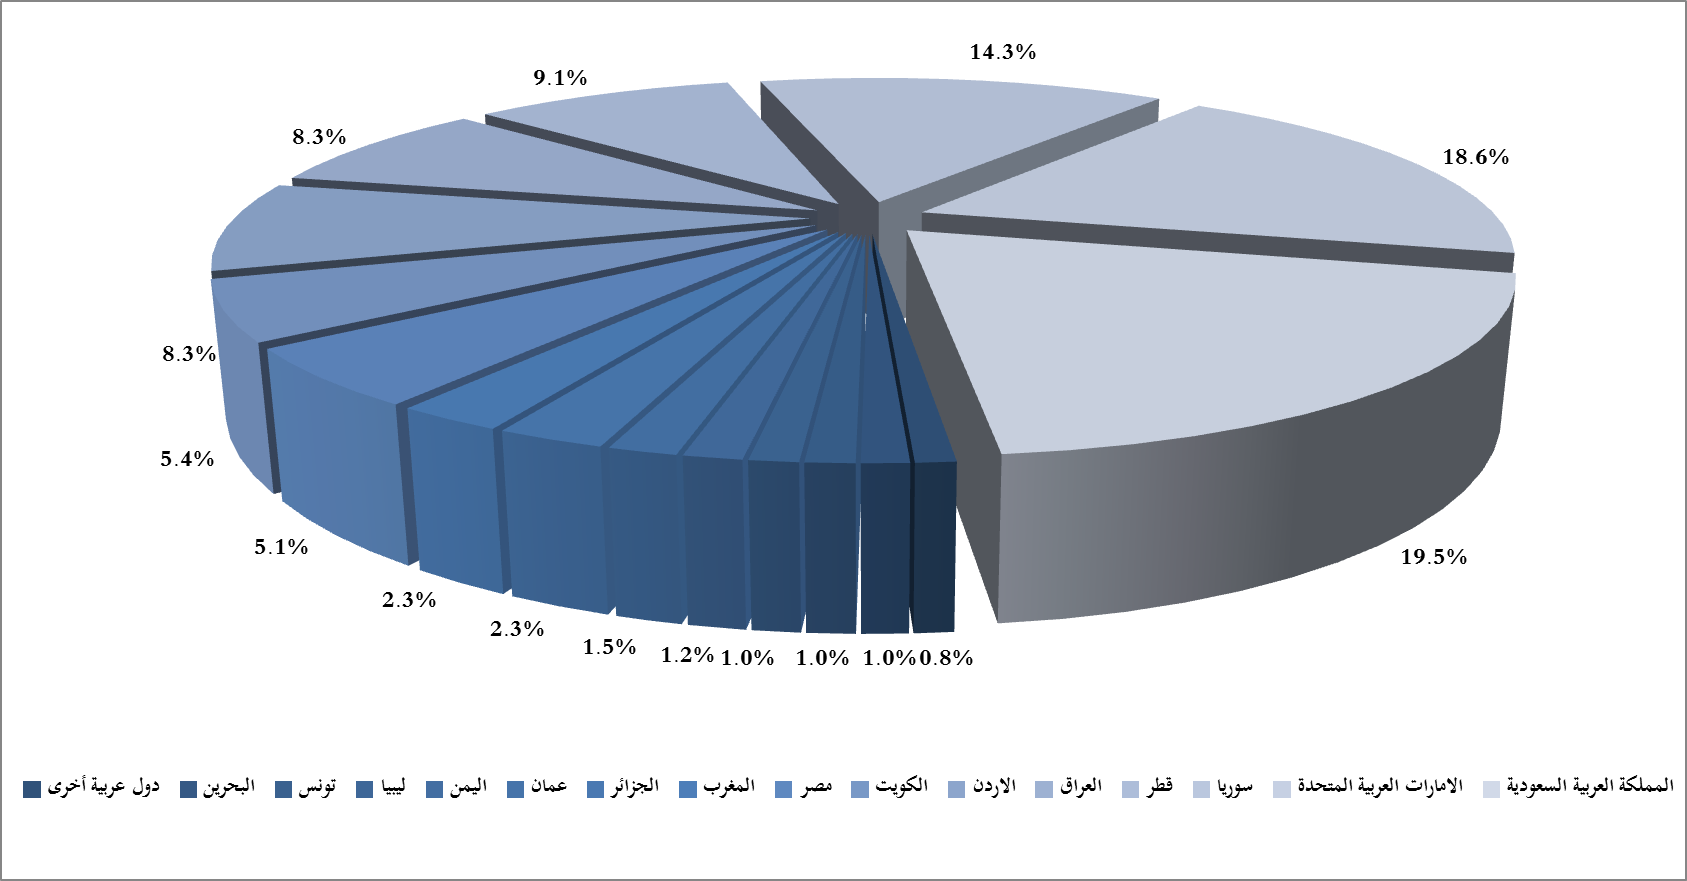 14.3%
9.1%
8.3%
18.6%
8.3%
5.4%
19.5%
5.1%
2.3%
2.3%
1.5%
1.2%
1.0%
1.0%
1.0%
0.8%
المملكة العربية السعودية
الامارات العربية المتحدة
سوريا
قطر
العراق
الاردن
الكويت
مصر
المغرب
الجزائر
عمان
اليمن
ليبيا
تونس
البحرين
دول عربية أخرى